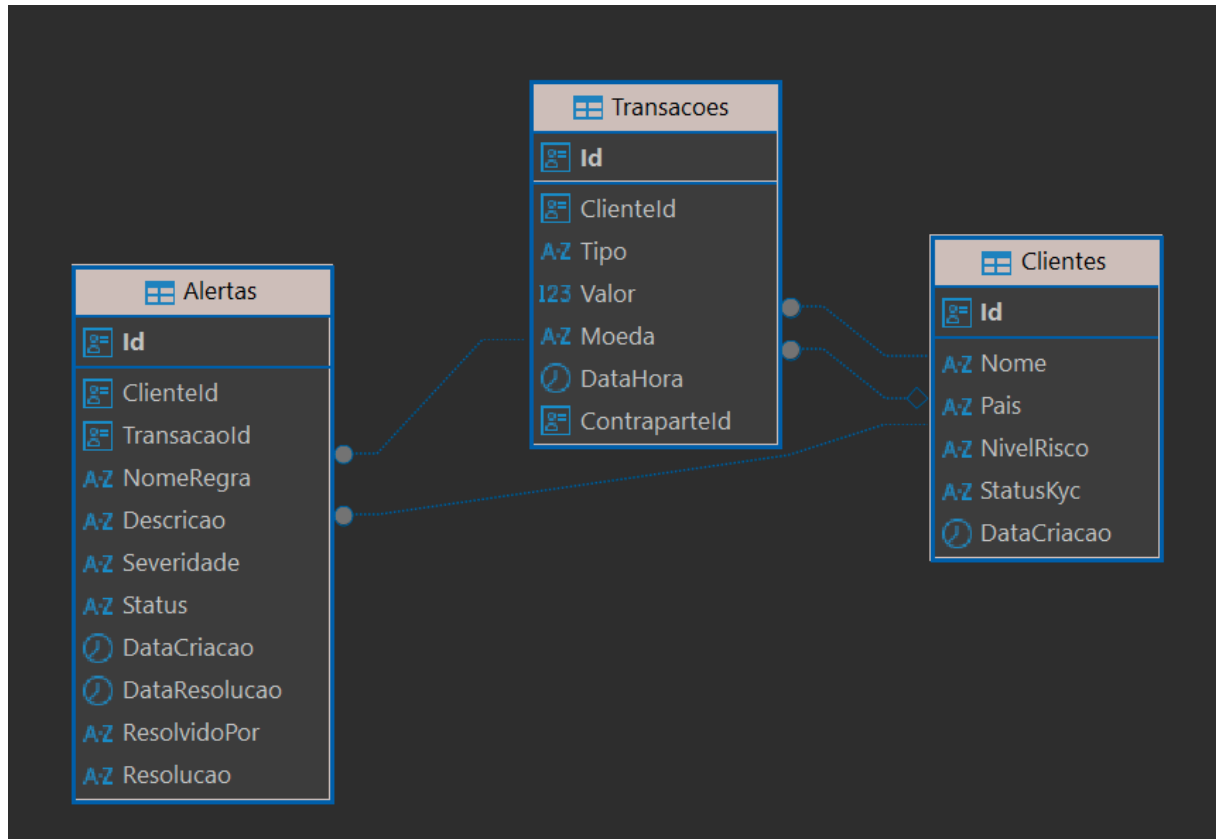 Transacoes
Id
ClienteId
A-Z Tipo
123 Valor
A-Z Moeda
DataHora
ContraparteId
Clientes
Id
A-Z Nome
A-Z Pais
A-Z NivelRisco
A-Z StatusKyc
DataCriacao
Alertas
Id
ClienteId
TransacaoId
A-Z NomeRegra
A-Z Descricao
A-Z Severidade
A-Z Status
DataCriacao
DataResolucao
A-Z ResolvidoPor
A-Z Resolucao